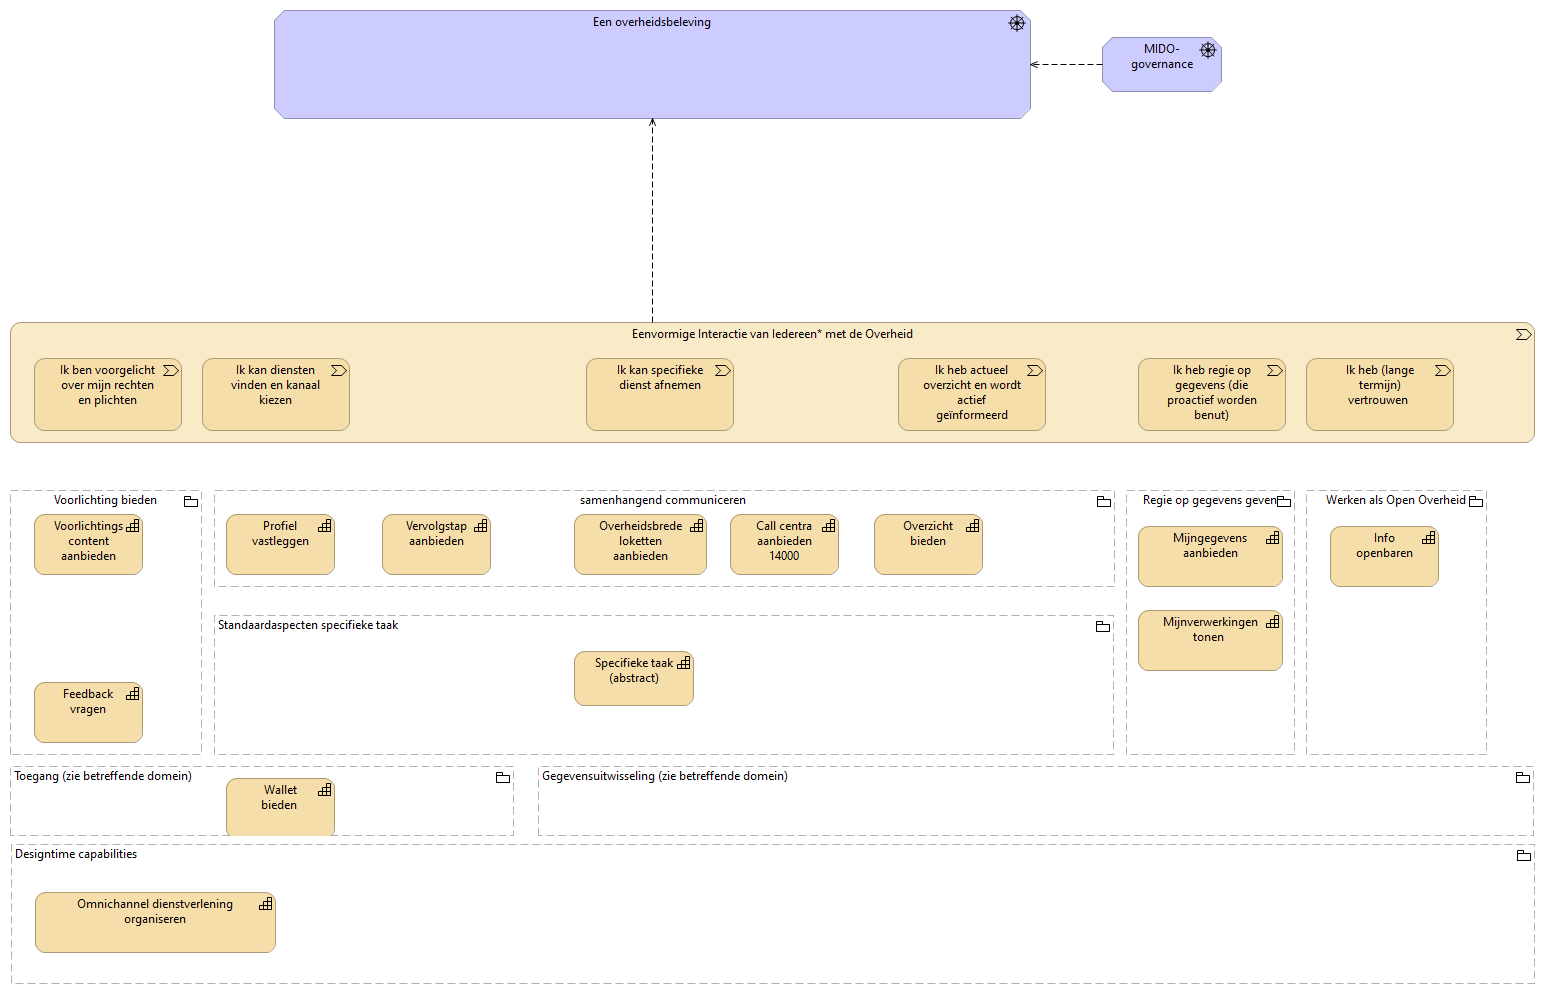 Een overheidsbeleving
MIDO-
governance
Eenvormige Interactie van Iedereen* met de Overheid
Ik ben voorgelicht
over mijn rechten
en plichten
Ik kan diensten
vinden en kanaal
kiezen
Ik kan specifieke
dienst afnemen
Ik heb actueel
overzicht en wordt
actief
geïnformeerd
Ik heb regie op
gegevens (die
proactief worden
benut)
Ik heb (lange
termijn)
vertrouwen
Voorlichting bieden
Voorlichtings
content
aanbieden
Feedback
vragen
samenhangend communiceren
Profiel
vastleggen
Vervolgstap
aanbieden
Overheidsbrede
loketten
aanbieden
Call centra
aanbieden
14000
Overzicht
bieden
Standaardaspecten specifieke taak
Specifieke taak
(abstract)
Regie op gegevens geven
Mijngegevens
aanbieden
Mijnverwerkingen
tonen
Werken als Open Overheid
Info
openbaren
Toegang (zie betreffende domein)
Wallet
bieden
Gegevensuitwisseling (zie betreffende domein)
Designtime capabilities
Omnichannel dienstverlening
organiseren